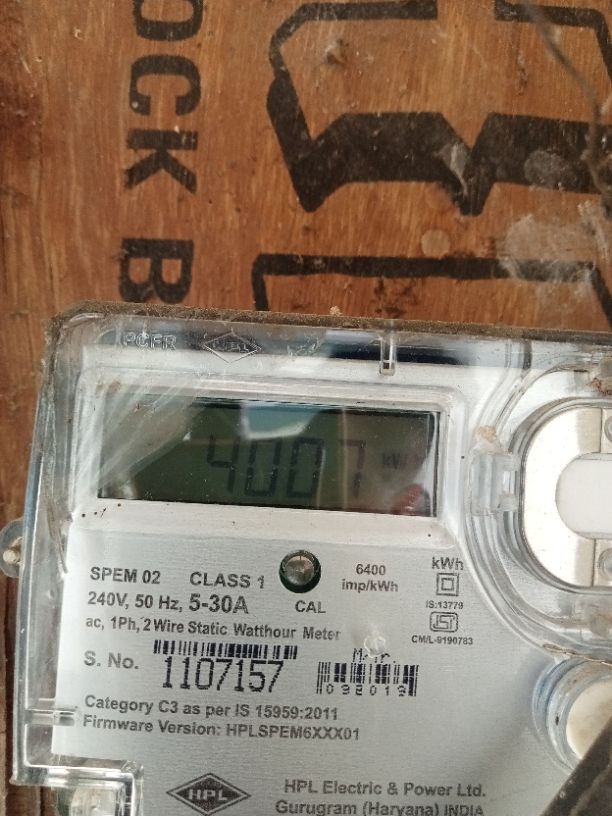 OCK B
4007 kW
SPEM 02 CLASS 1 6400 imp/kWh kWh
240V, 50 Hz, 5-30A CAL IS:13779
ac, 1Ph, 2 Wire Static Watthour Meter CM/L-9190783
S. No. 1107157 092019
Category C3 as per IS 15959:2011
Firmware Version: HPLSPEM6XXX01
HPL HPL Electric & Power Ltd.
Gurugram (Haryana) INDIA